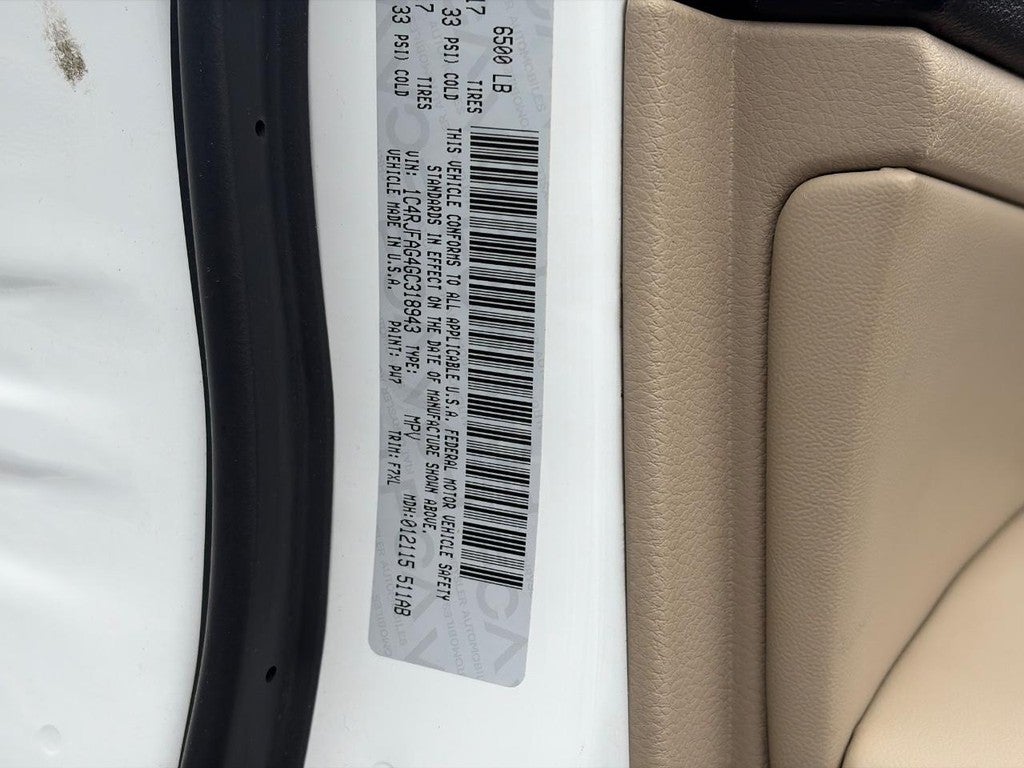 6500 LB
17 TIRES
33 PSI) COLD
7 TIRES
33 PSI) COLD
THIS VEHICLE CONFORMS TO ALL APPLICABLE U.S.A. FEDERAL MOTOR VEHICLE SAFETY
STANDARDS IN EFFECT ON THE DATE OF MANUFACTURE SHOWN ABOVE.
VIN: 1C4RJFAG4GC318943 TYPE: MPV
VEHICLE MADE IN U.S.A. PAINT: PW7 TRIM: F7XL MDH:012115 511AB